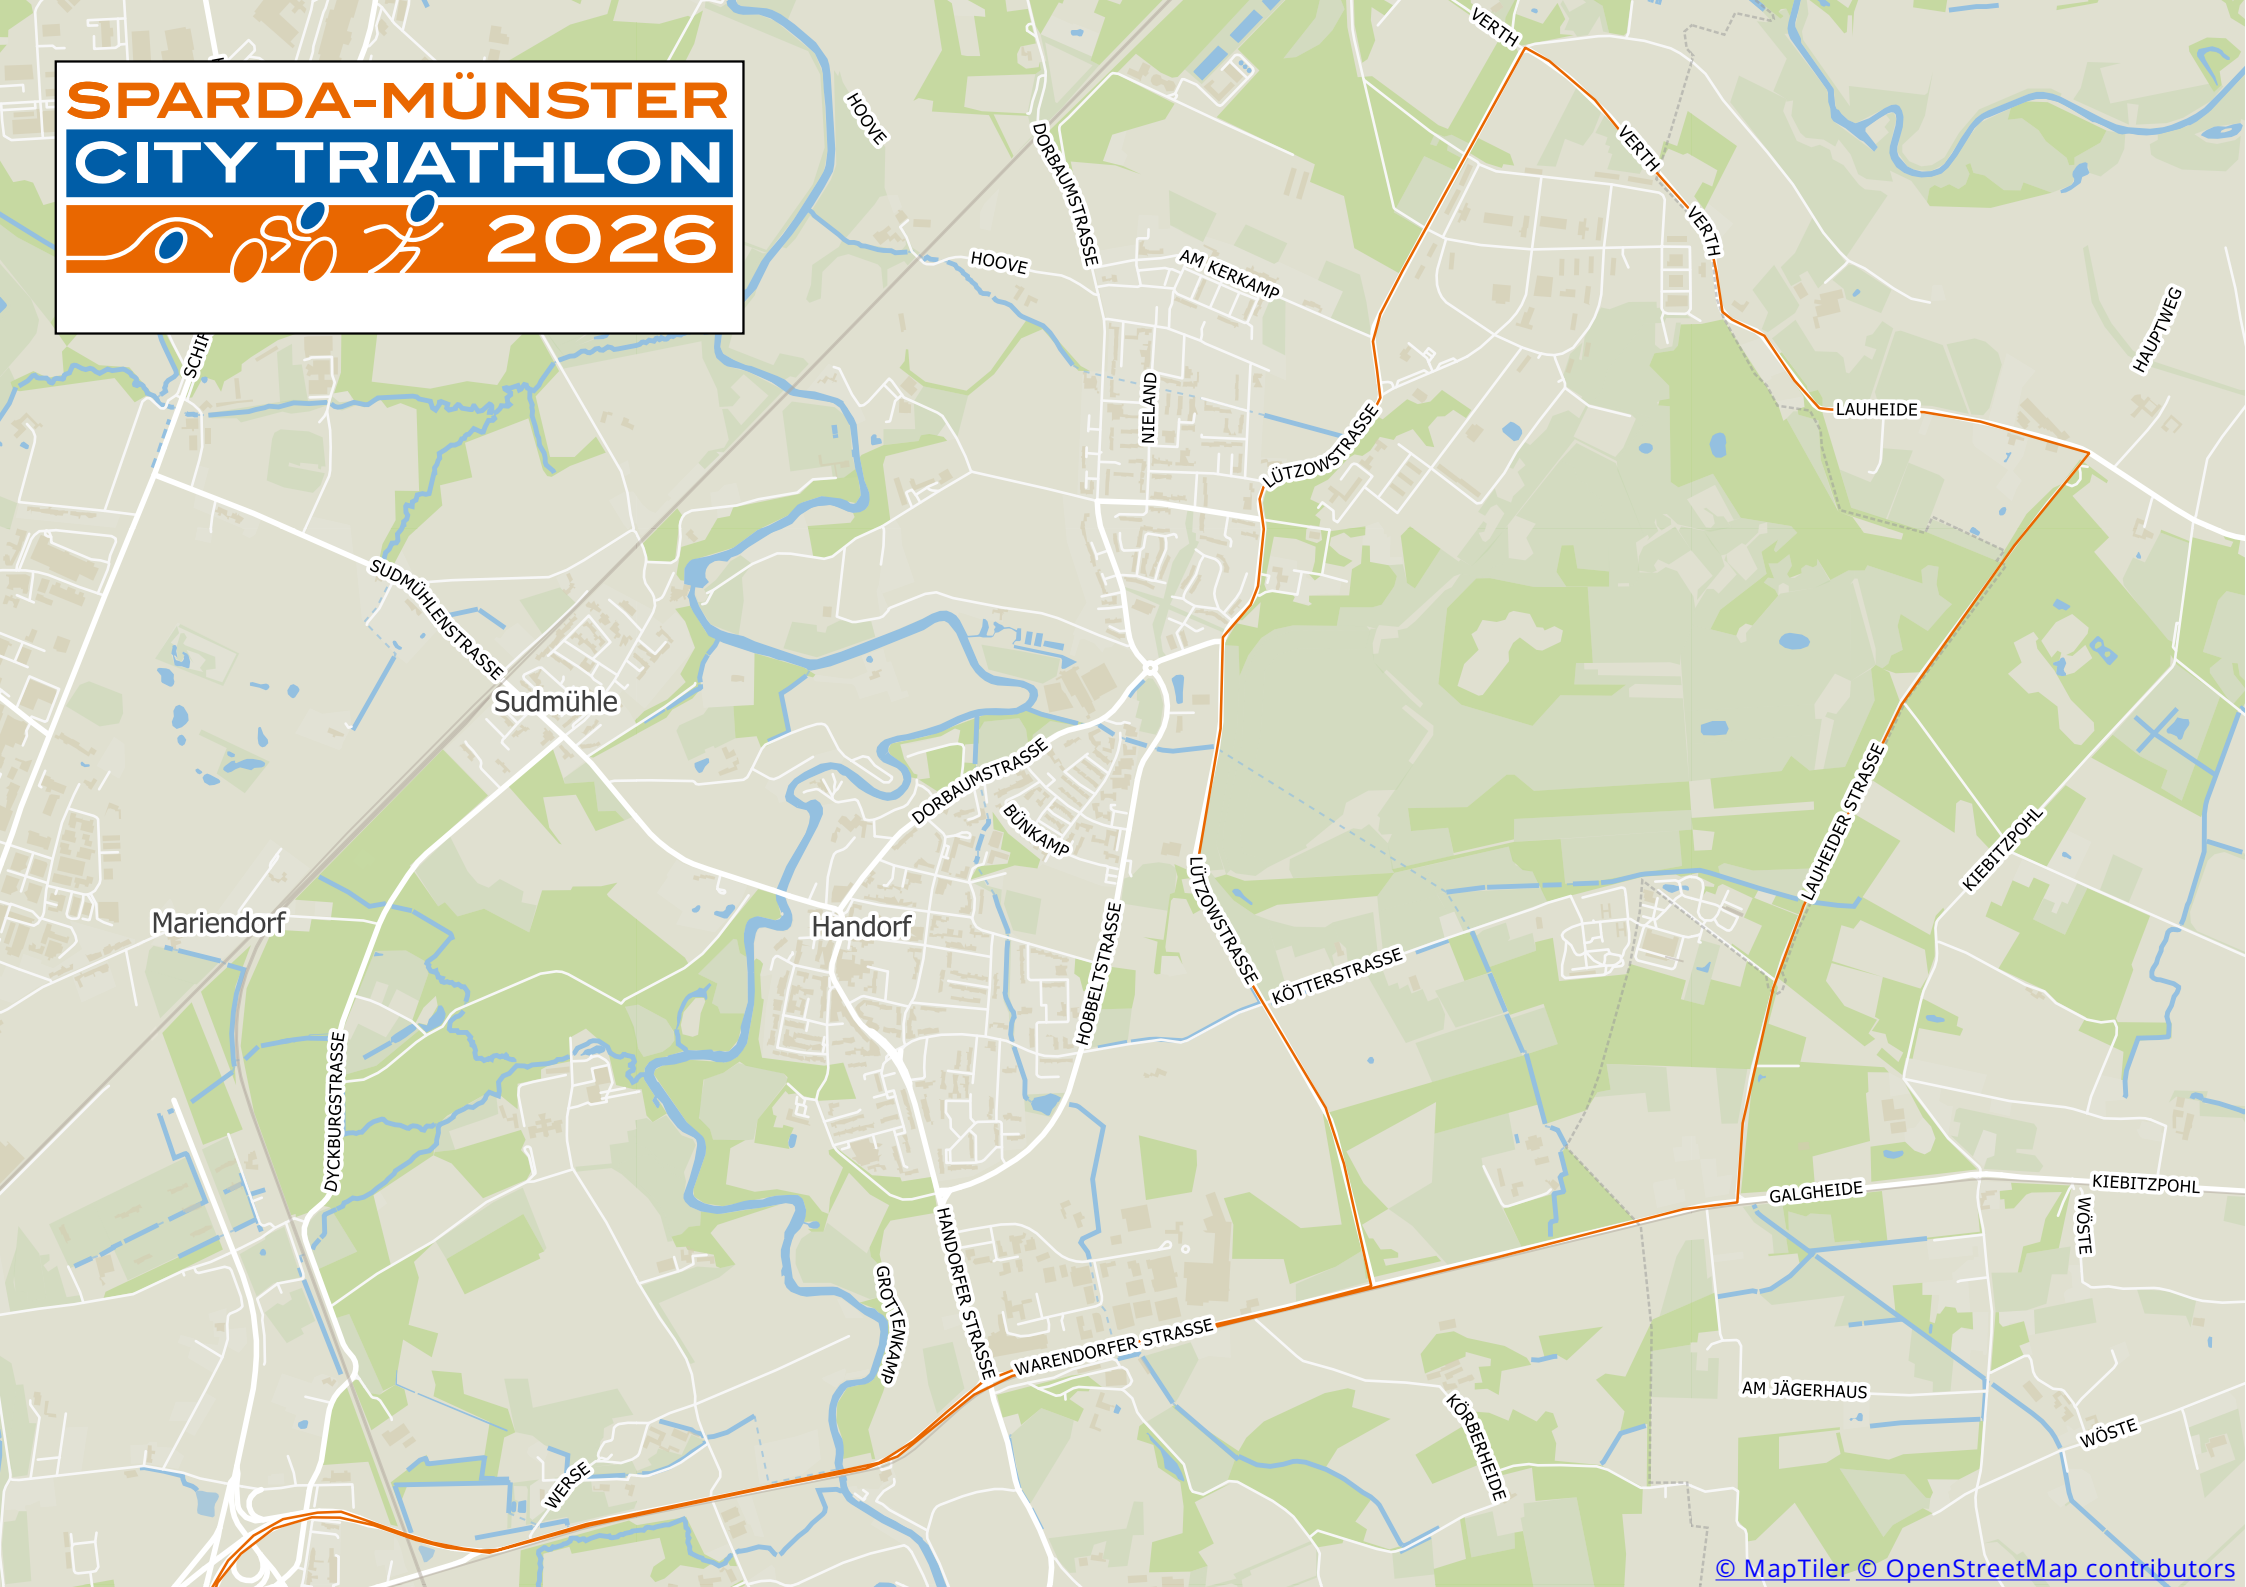 SPARDA-MÜNSTER
CITY TRIATHLON
2026
VERTH
HOOVE
DORBAUMSTRASSE
VERTH
VERTH
HOOVE
AM KERKAMP
HAUPTWEG
NIELAND
LÜTZOWSTRASSE
LAUHEIDE
SUDMÜHLENSTRASSE
Sudmühle
DORBAUMSTRASSE
BÜNKAMP
LAUHEIDER STRASSE
KIEBITZPOHL
Mariendorf
Handorf
LÜTZOWSTRASSE
HOBBELTSTRASSE
KÖTTERSTRASSE
DYCKBURGSTRASSE
GALGHEIDE
KIEBITZPOHL
WÖSTE
HANDORFER STRASSE
GROTTENKAMP
WARENDORFER STRASSE
AM JÄGERHAUS
KÖRBERHEIDE
WÖSTE
WERSE
© MapTiler © OpenStreetMap contributors